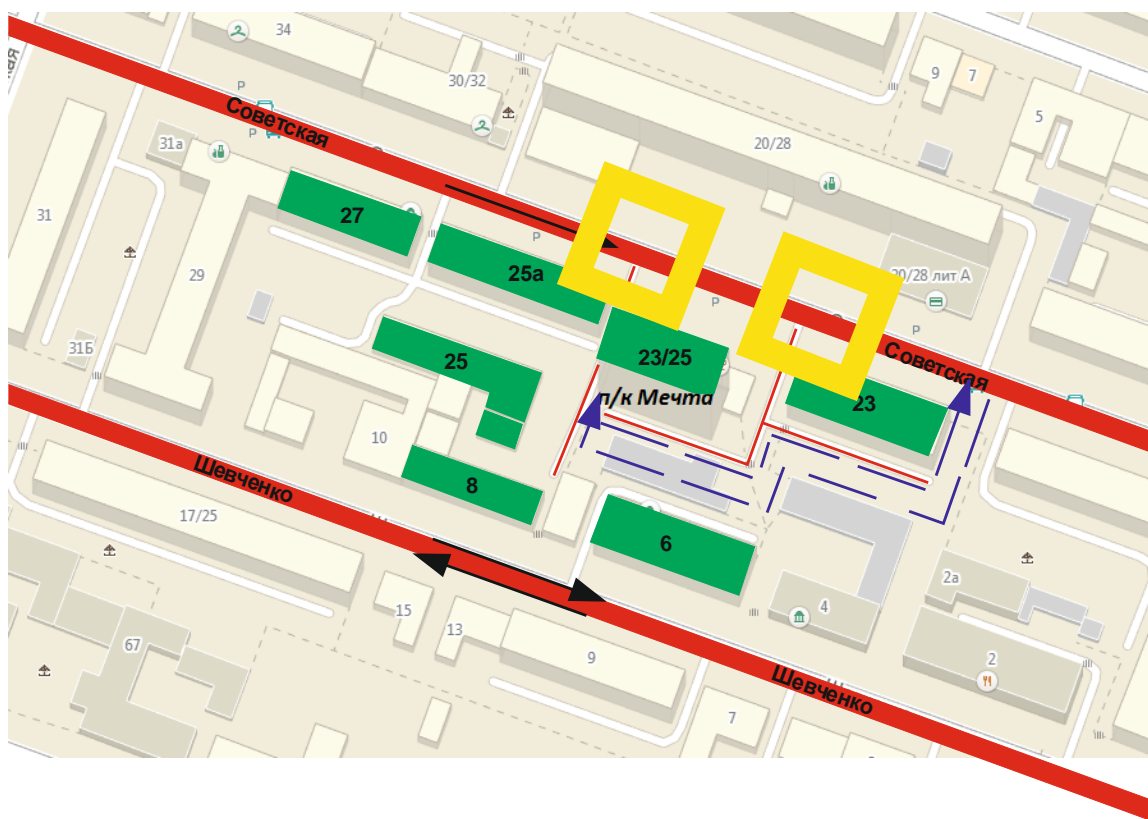 34
30/32
9
7
5
Советская
31а
20/28
27
31
29
25а
20/28 лит А
31Б
25
23/25
Советская
п/к Мечта
23
10
8
Шевченко
17/25
6
2а
4
15
13
67
9
2
Шевченко
7